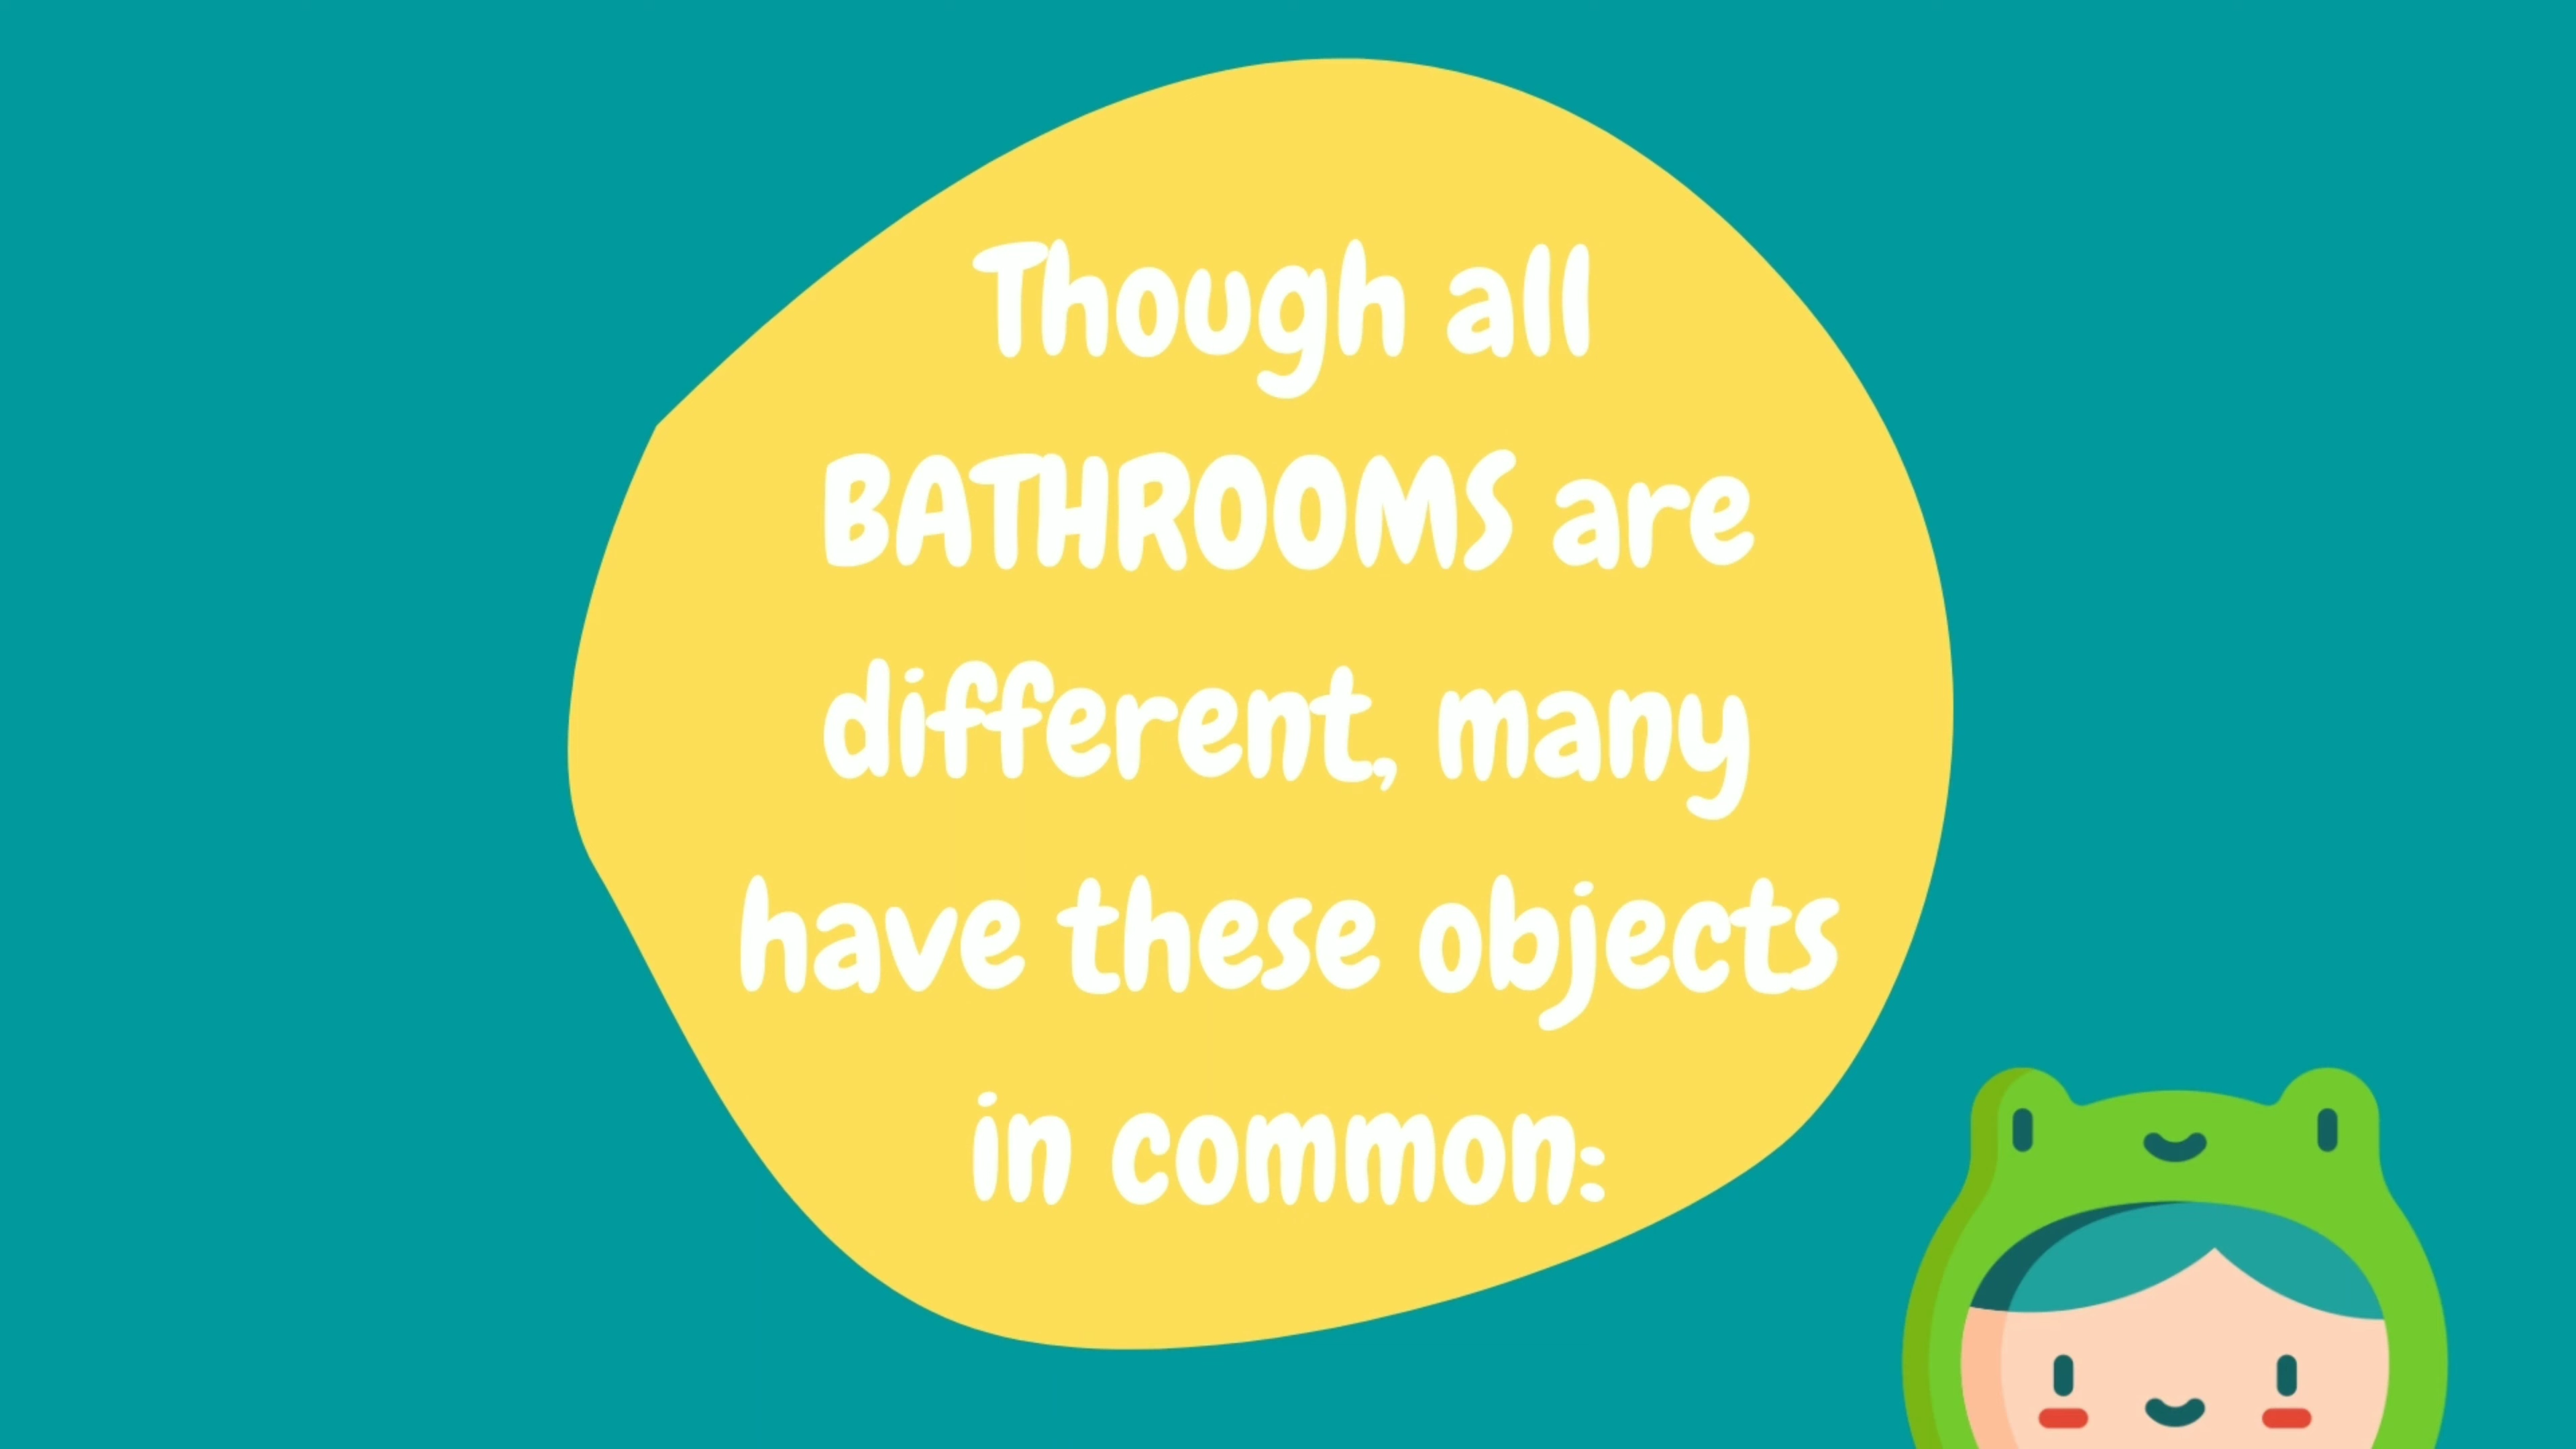 Though all
BATHROOMS are
different, many
have these objects
in common: